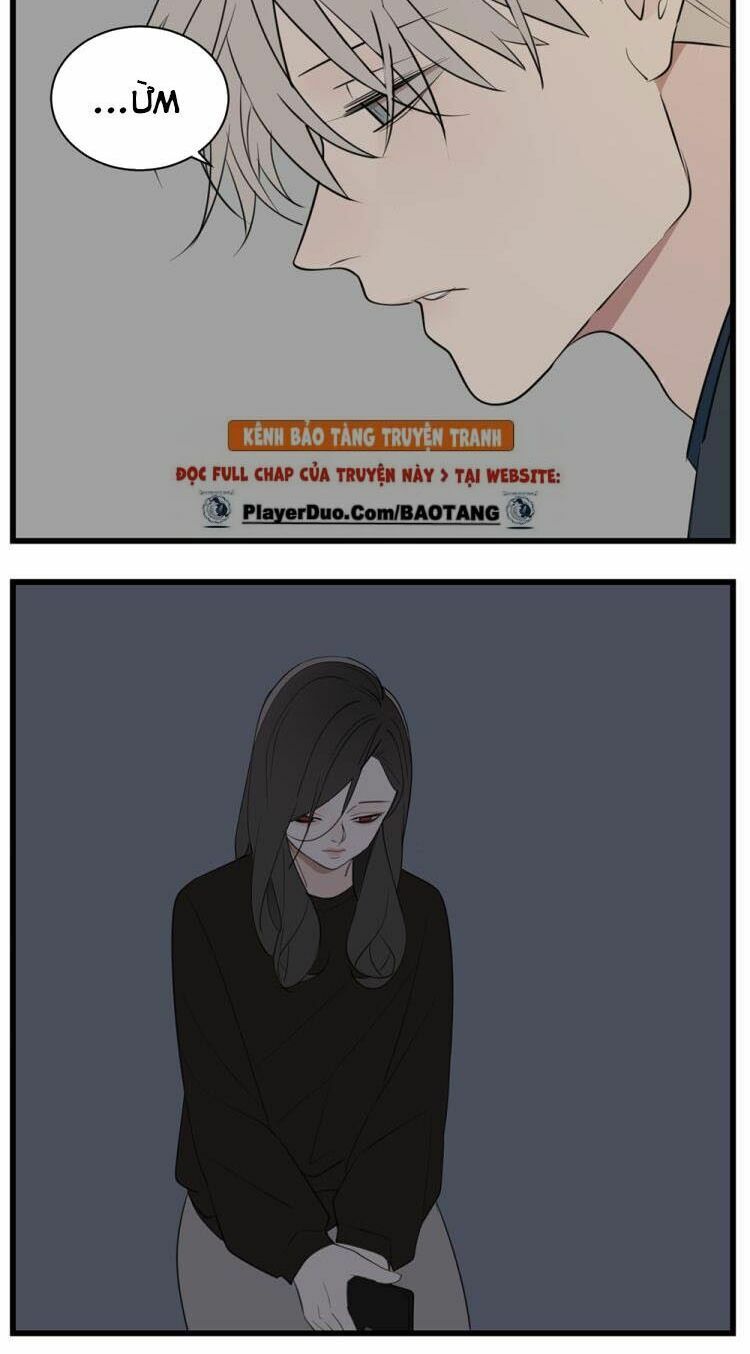 ...ỪM
KÊNH BẢO TÀNG TRUYỆN TRANH
ĐỌC FULL CHAP CỦA TRUYỆN NÀY > TẠI WEBSITE:
PlayerDuo.Com/BAOTANG